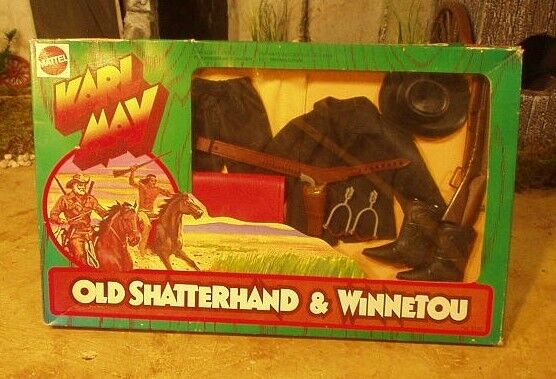 MATTEL
KARL
MAY
OLD SHATTERHAND & WINNETOU